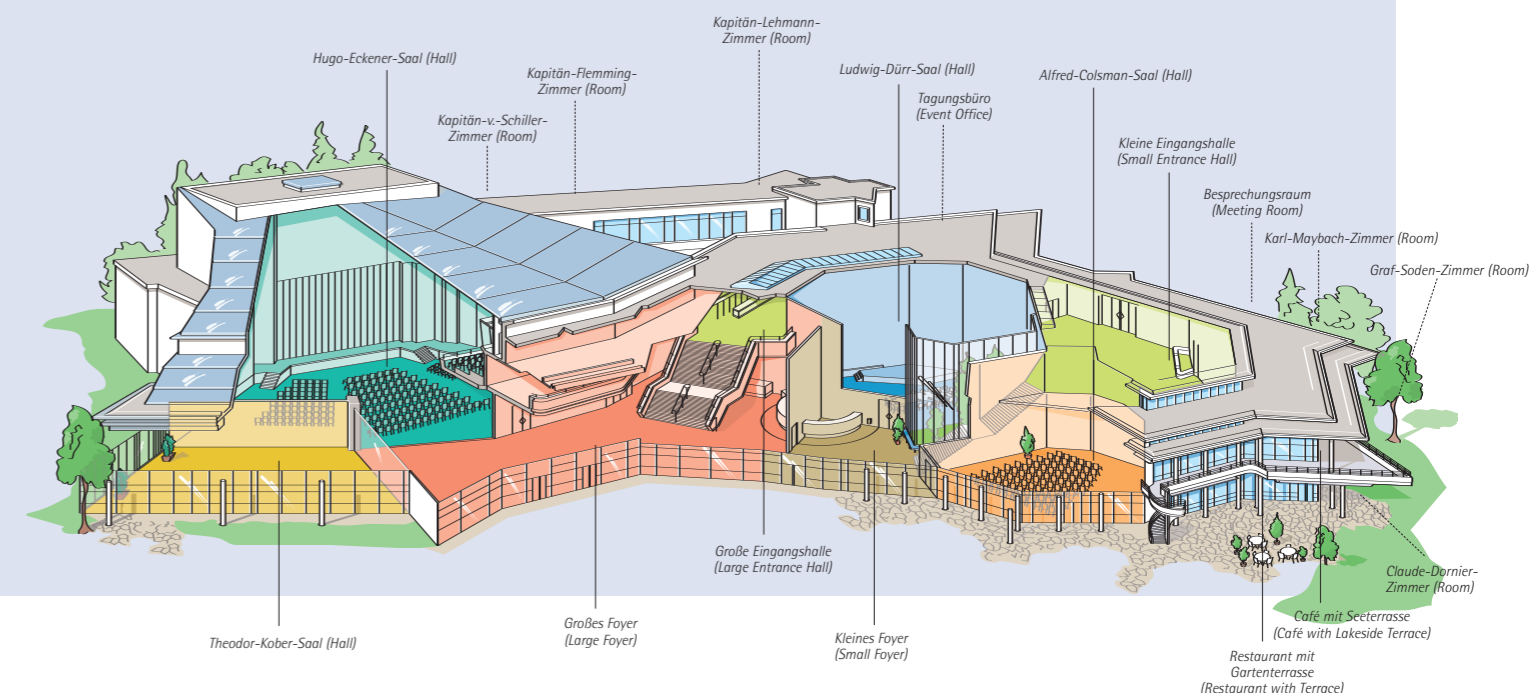 Kapitän-Lehmann-
Zimmer (Room)
Hugo-Eckener-Saal (Hall)
Kapitän-Flemming-
Zimmer (Room)
Ludwig-Dürr-Saal (Hall)
Alfred-Colsman-Saal (Hall)
Tagungsbüro
(Event Office)
Kapitän-v.-Schiller-
Zimmer (Room)
Kleine Eingangshalle
(Small Entrance Hall)
Besprechungsraum
(Meeting Room)
Karl-Maybach-Zimmer (Room)
Graf-Soden-Zimmer (Room)
Große Eingangshalle
(Large Entrance Hall)
Claude-Dornier-
Zimmer (Room)
Café mit Seeterrasse
(Café with Lakeside Terrace)
Großes Foyer
(Large Foyer)
Theodor-Kober-Saal (Hall)
Kleines Foyer
(Small Foyer)
Restaurant mit
Gartenterrasse
(Restaurant with Terrace)